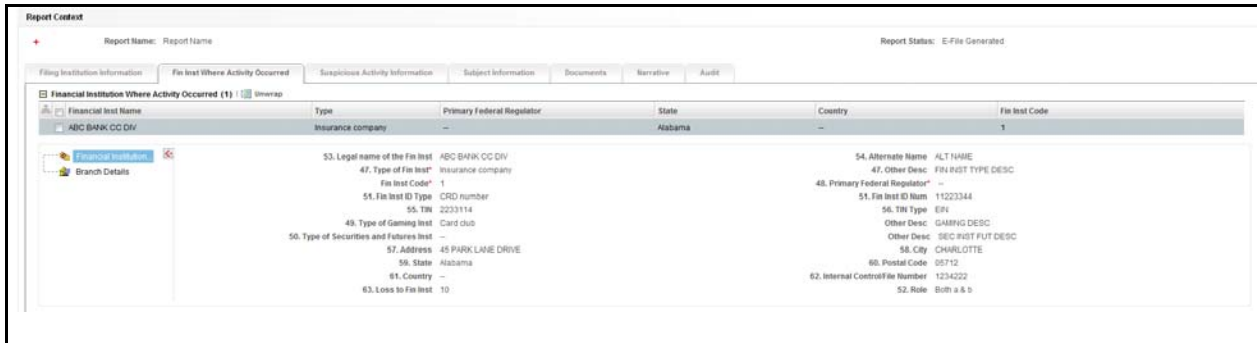 Report Context
+ Report Name: Report Name Report Status: E-File Generated
Filing Institution Information Fin Inst Where Activity Occurred Suspicious Activity Information Subject Information Documents Narrative Audit
Financial Institution Where Activity Occurred (1) | Unwrap
Financial Inst Name Type Primary Federal Regulator State Country Fin Inst Code
ABC BANK CC DIV Insurance company -- Alabama -- 1
Financial Institution... 53. Legal name of the Fin Inst ABC BANK CC DIV 54. Alternate Name ALT NAME
Branch Details 47. Type of Fin Inst* Insurance company 47. Other Desc FIN INST TYPE DESC
Fin Inst Code* 1 48. Primary Federal Regulator* --
51. Fin Inst ID Type CRD number 51. Fin Inst ID Num 11223344
55. TIN 2233114 56. TIN Type EIN
49. Type of Gaming Inst Card club Other Desc GAMING DESC
50. Type of Securities and Futures Inst -- Other Desc SEC INST FUT DESC
57. Address 45 PARK LANE DRIVE 58. City CHARLOTTE
59. State Alabama 60. Postal Code 05712
61. Country -- 62. Internal Control/File Number 1234222
63. Loss to Fin Inst 10 52. Role Both a & b